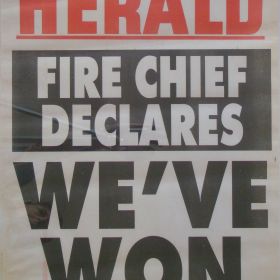 HERALD
FIRE CHIEF
DECLARES
WE'VE
WON